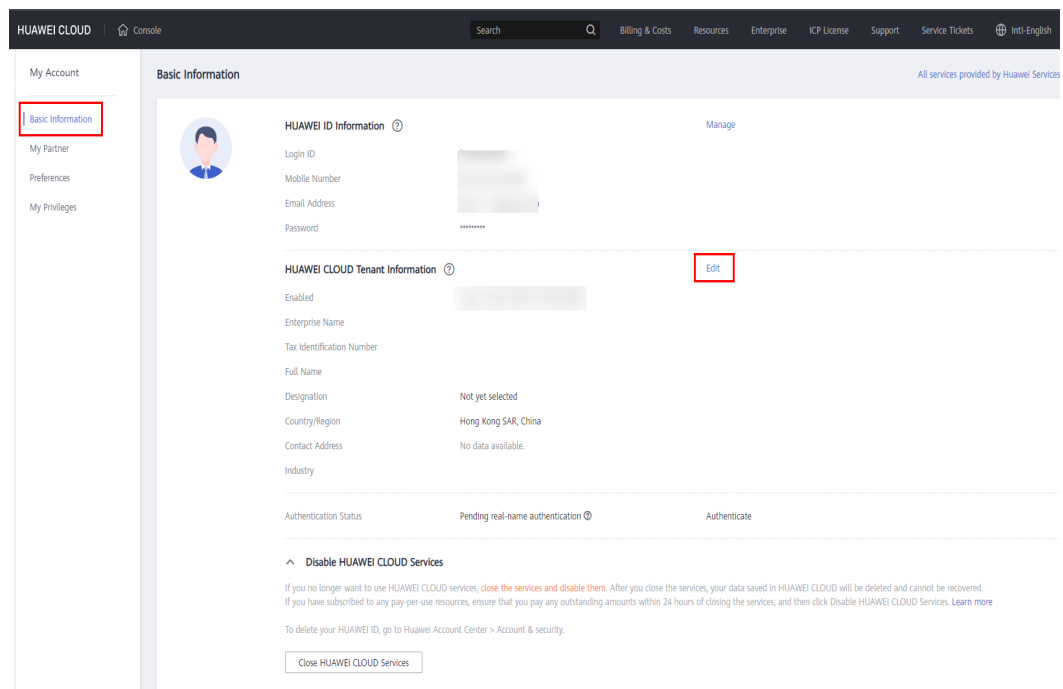 HUAWEI CLOUD Console Search Billing & Costs Resources Enterprise ICP License Support Service Tickets Intl-English
My Account
Basic Information
My Partner
Preferences
My Privileges
Basic Information All services provided by Huawei Services
HUAWEI ID Information ? Manage
Login ID
Mobile Number
Email Address
Password *********
HUAWEI CLOUD Tenant Information ? Edit
Enabled
Enterprise Name
Tax Identification Number
Full Name
Designation Not yet selected
Country/Region Hong Kong SAR, China
Contact Address No data available.
Industry
Authentication Status Pending real-name authentication ? Authenticate
Disable HUAWEI CLOUD Services
If you no longer want to use HUAWEI CLOUD services, close the services and disable them. After you close the services, your data saved in HUAWEI CLOUD will be deleted and cannot be recovered.
If you have subscribed to any pay-per-use resources, ensure that you pay any outstanding amounts within 24 hours of closing the services, and then click Disable HUAWEI CLOUD Services. Learn more
To delete your HUAWEI ID, go to Huawei Account Center > Account & security.
Close HUAWEI CLOUD Services